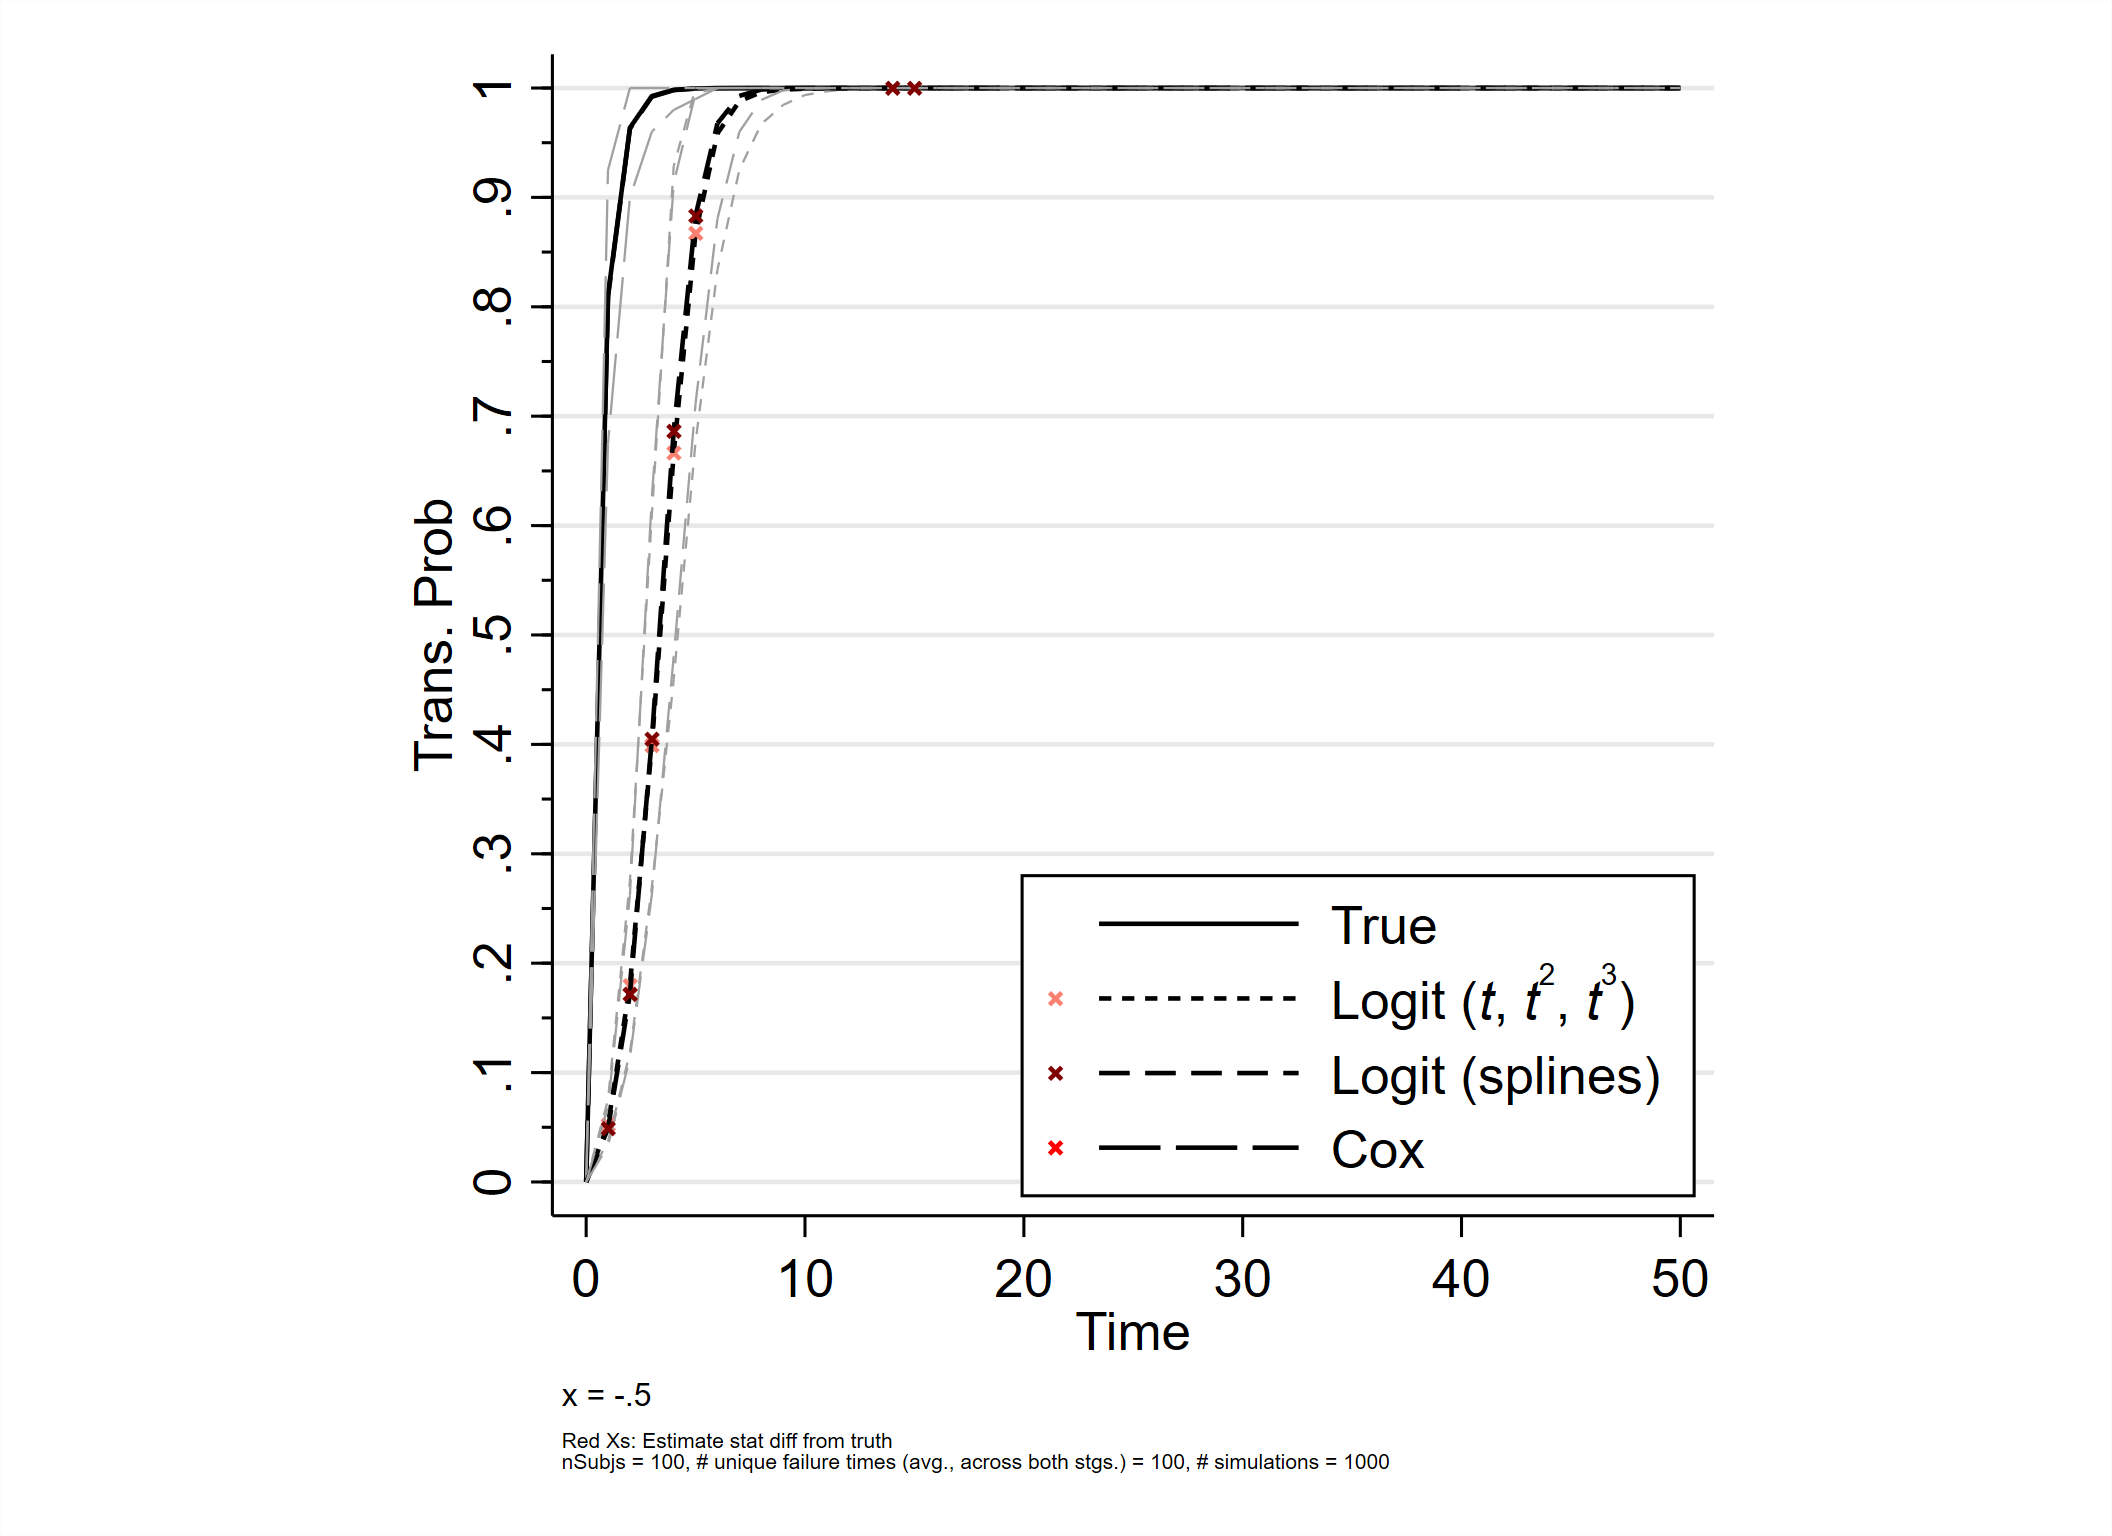 1
.9
.8
.7
.6
.5
.4
.3
.2
.1
0
Trans. Prob
True
Logit (t, t², t³)
Logit (splines)
Cox
0 10 20 30 40 50
Time
x = -.5
Red Xs: Estimate stat diff from truth
nSubjs = 100, # unique failure times (avg., across both stgs.) = 100, # simulations = 1000